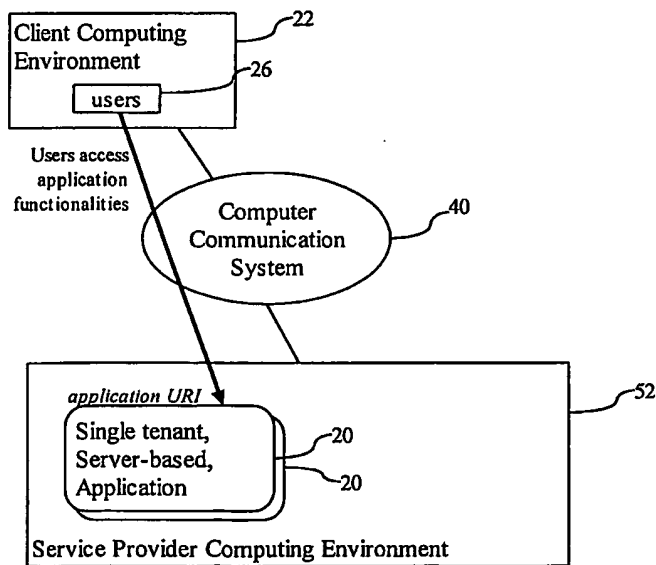 Client Computing
Environment
22
users
26
Users access
application
functionalities
Computer
Communication
System
40
application URI
52
Single tenant,
Server-based,
Application
20
20
Service Provider Computing Environment